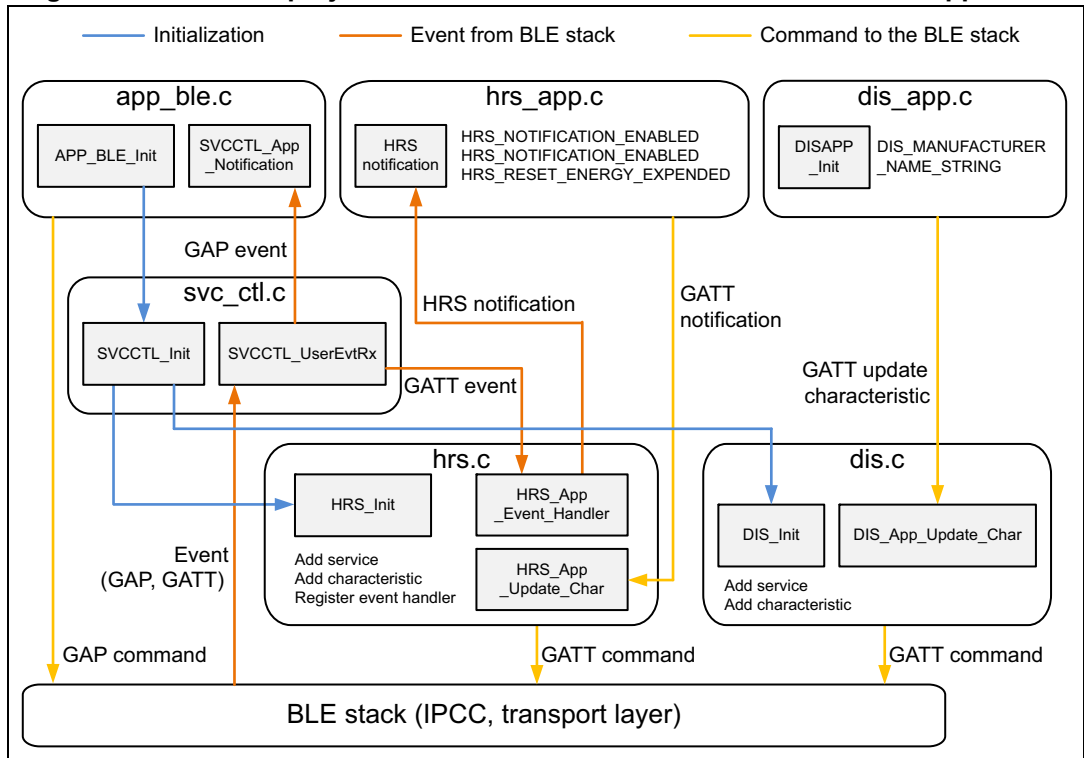 Initialization
Event from BLE stack
Command to the BLE stack
app_ble.c
APP_BLE_Init
SVCCTL_App
_Notification
hrs_app.c
HRS
notification
HRS_NOTIFICATION_ENABLED
HRS_NOTIFICATION_ENABLED
HRS_RESET_ENERGY_EXPENDED
dis_app.c
DISAPP
_Init
DIS_MANUFACTURER
_NAME_STRING
GAP event
HRS notification
GATT
notification
GATT update
characteristic
svc_ctl.c
SVCCTL_Init
SVCCTL_UserEvtRx
GATT event
hrs.c
HRS_Init
HRS_App
_Event_Handler
HRS_App
_Update_Char
Add service
Add characteristic
Register event handler
dis.c
DIS_Init
DIS_App_Update_Char
Add service
Add characteristic
Event
(GAP, GATT)
GAP command
GATT command
GATT command
BLE stack (IPCC, transport layer)